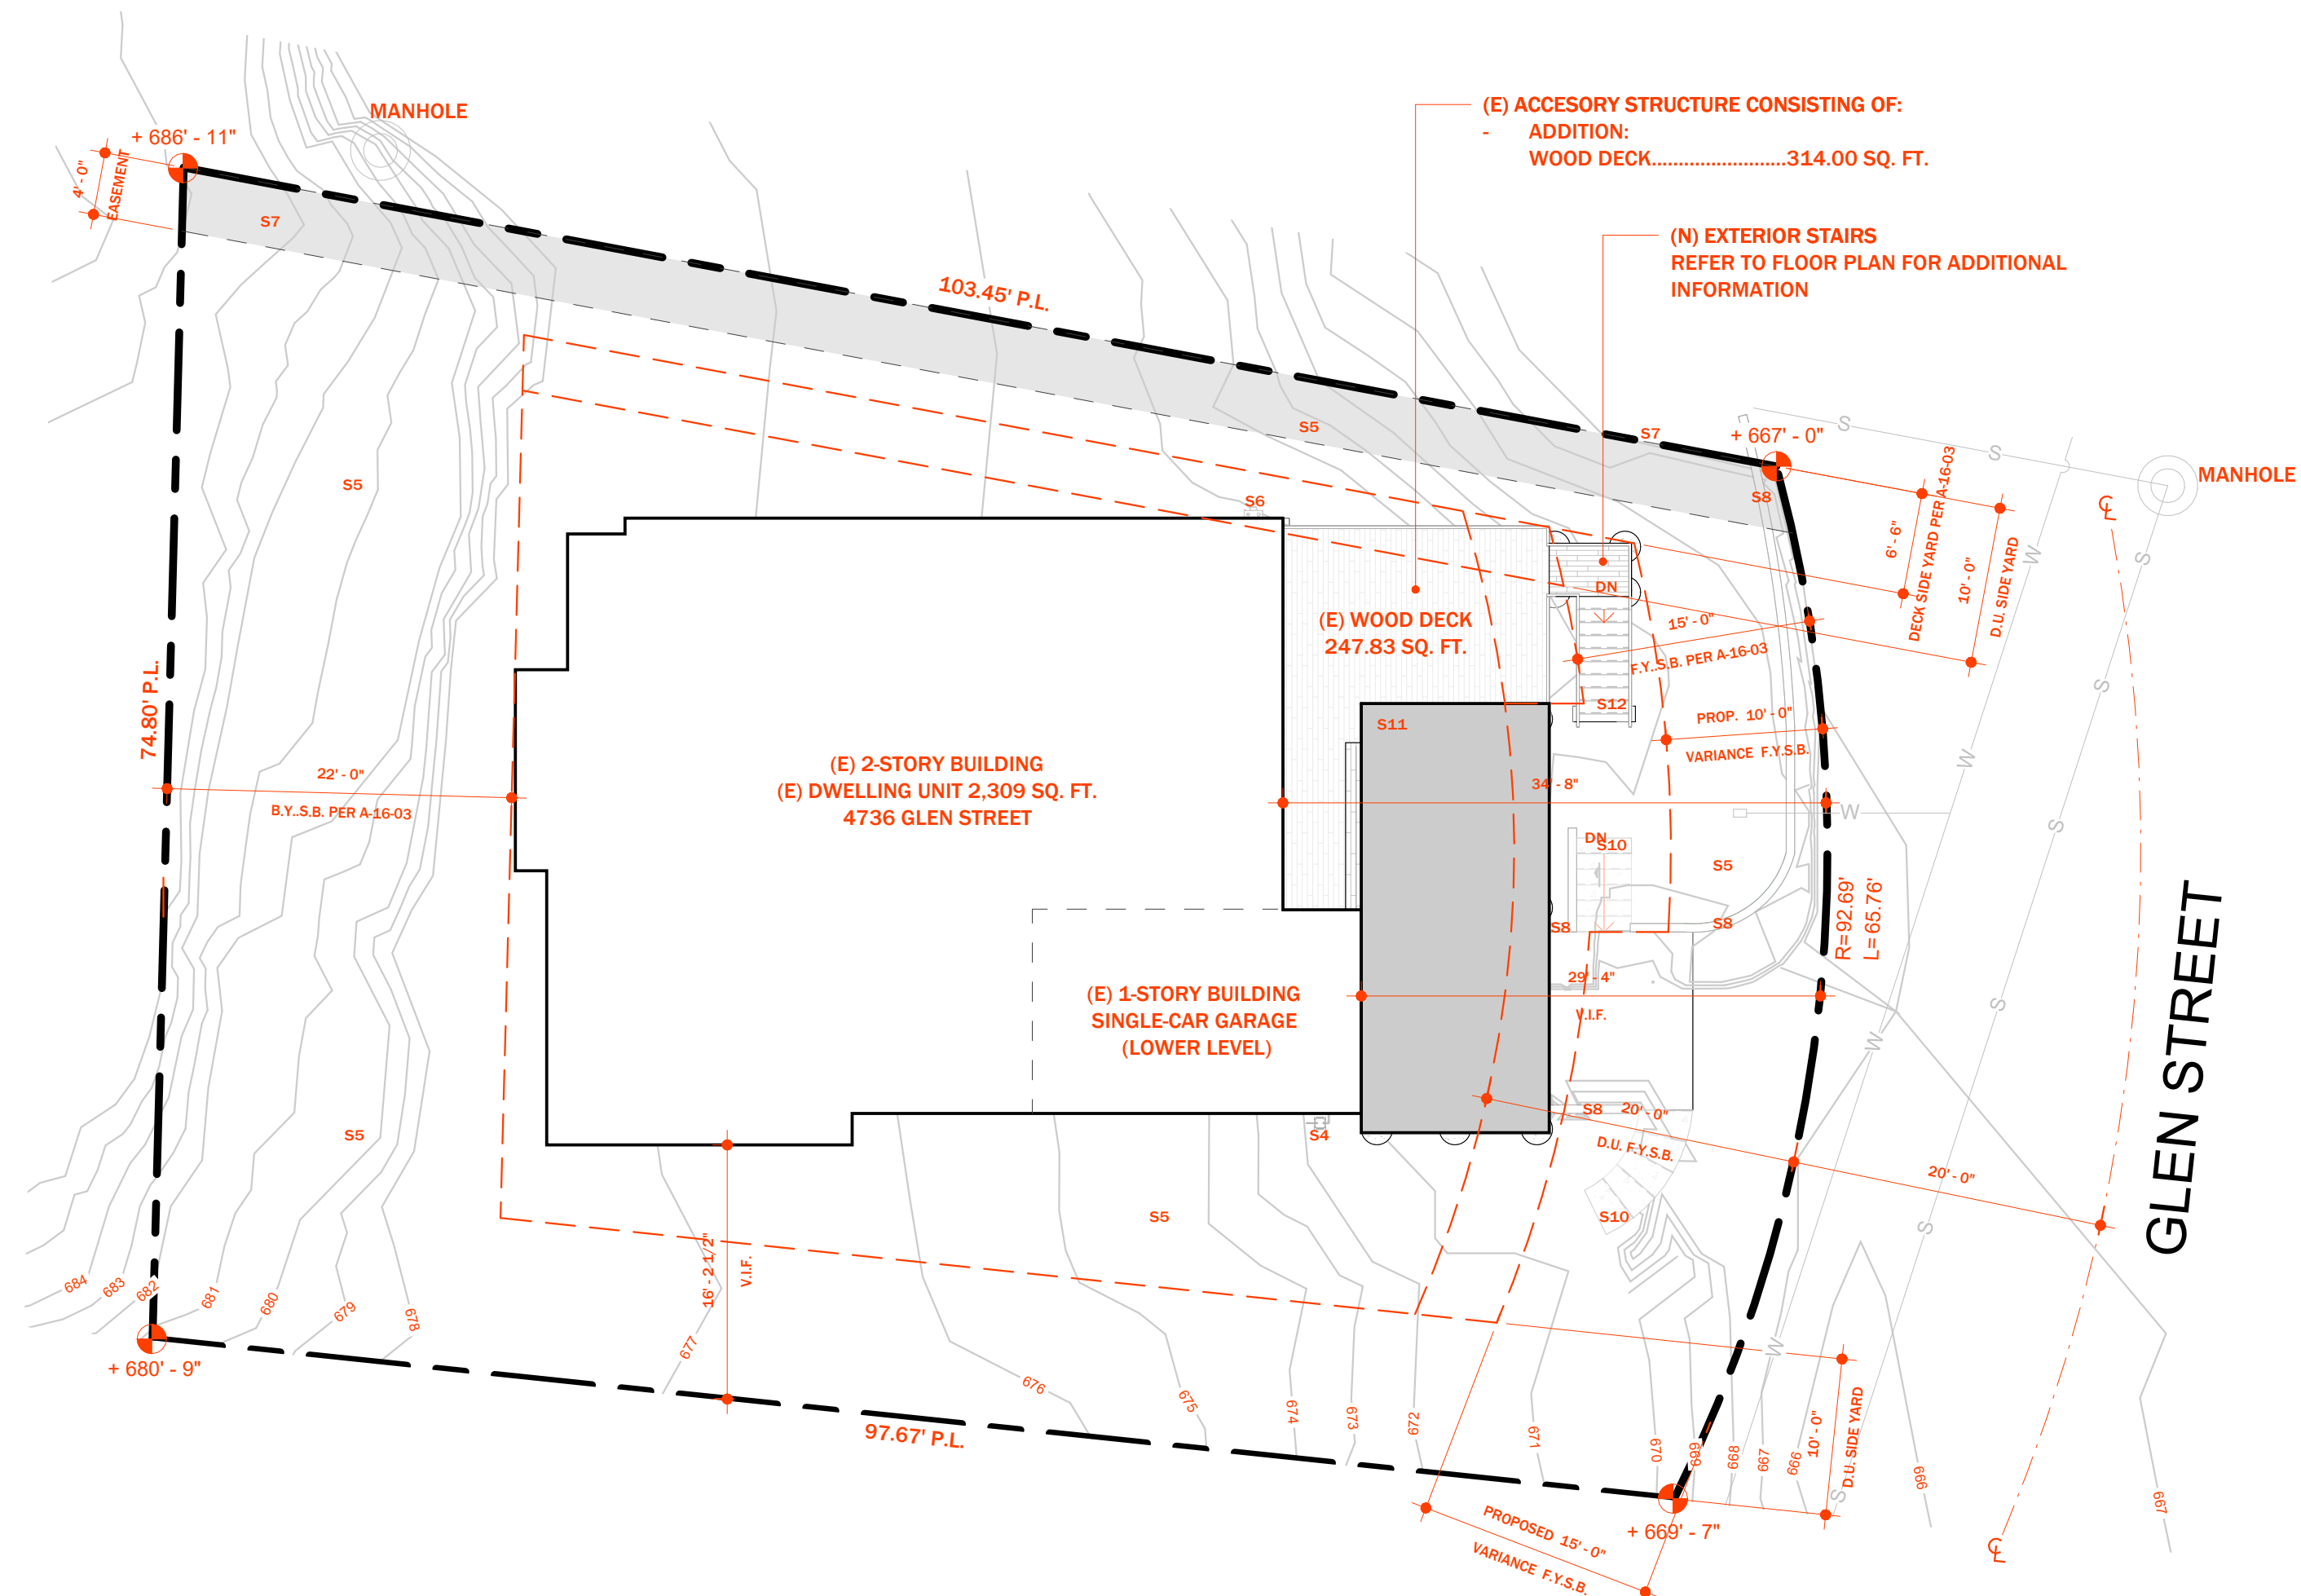 MANHOLE
+ 686' - 11"
4' - 0"
EASEMENT
S7
103.45' P.L.
(E) ACCESORY STRUCTURE CONSISTING OF:
- ADDITION:
WOOD DECK.........................314.00 SQ. FT.
(N) EXTERIOR STAIRS
REFER TO FLOOR PLAN FOR ADDITIONAL
INFORMATION
S5
S7
+ 667' - 0"
S
S
MANHOLE
S8
S5
S6
6' - 6"
DECK SIDE YARD PER A-16-03
10' - 0"
D.U. SIDE YARD
℄
W
S
DN
(E) WOOD DECK
247.83 SQ. FT.
15' - 0"
F.Y..S.B. PER A-16-03
S
S12
S11
PROP. 10' - 0"
VARIANCE F.Y.S.B.
74.80' P.L.
W
22' - 0"
B.Y..S.B. PER A-16-03
(E) 2-STORY BUILDING
(E) DWELLING UNIT 2,309 SQ. FT.
4736 GLEN STREET
34' - 8"
W
S
DN
S10
S5
R=92.69'
L=65.76'
S8
S8
GLEN STREET
29' - 4"
V.I.F.
(E) 1-STORY BUILDING
SINGLE-CAR GARAGE
(LOWER LEVEL)
S
W
S5
S4
S8
20' - 0"
D.U. F.Y.S.B.
20' - 0"
S5
S10
S
16' - 2 1/2"
V.I.F.
684
683
682
681
680
679
678
677
676
675
674
673
672
671
670
669
668
667
666
666
667
W
10' - 0"
D.U. SIDE YARD
S
+ 680' - 9"
97.67' P.L.
+ 669' - 7"
PROPOSED 15' - 0"
VARIANCE F.Y.S.B.
℄